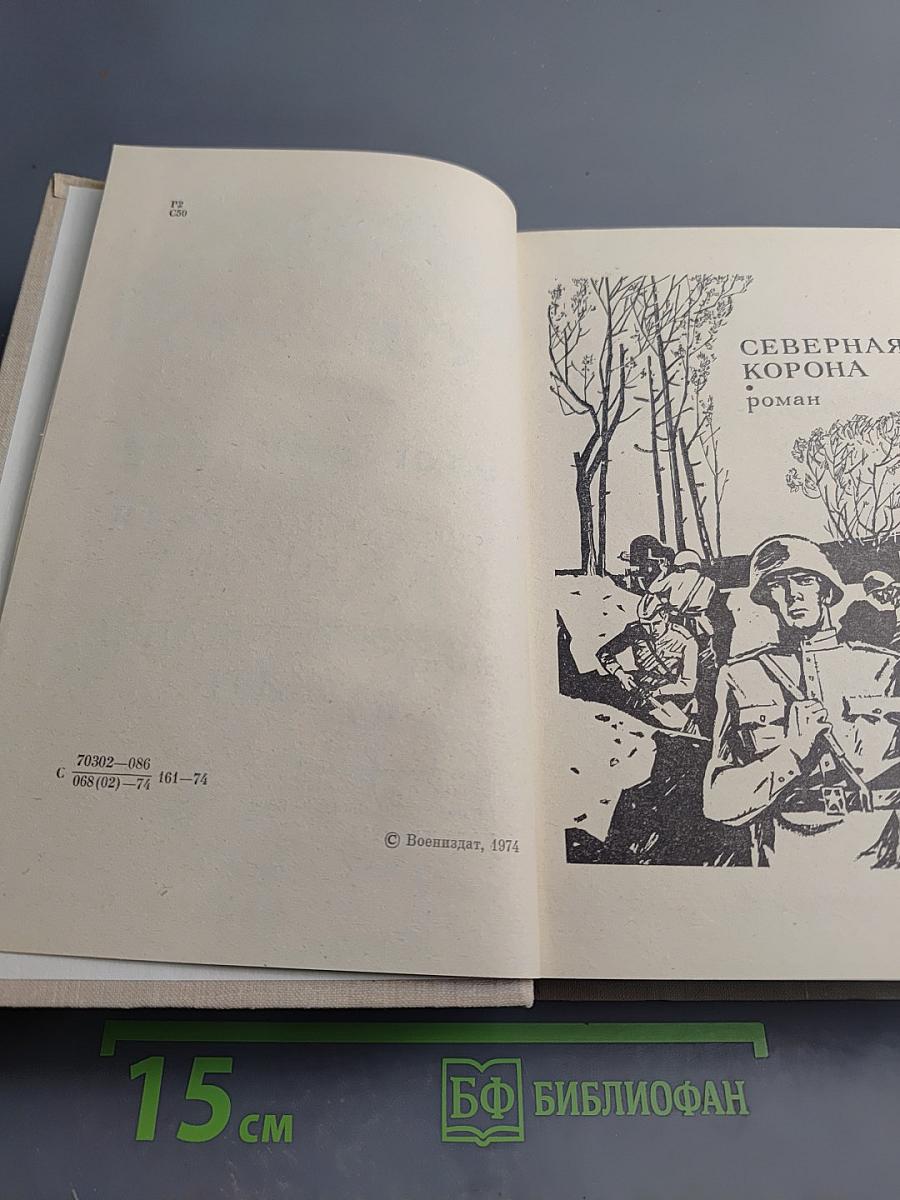 Р2
С50
СЕВЕРНАЯ
КОРОНА
роман
70302—086
С 161—74
068(02)—74
© Воениздат, 1974
15 см
БФ БИБЛИОФАН